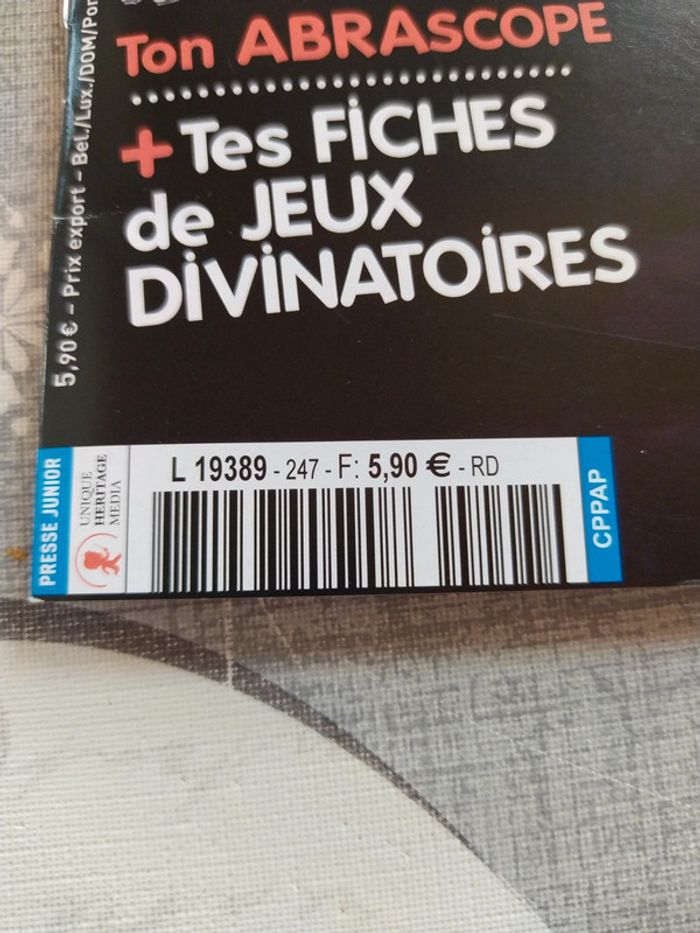 Ton ABRASCOPE
+ Tes FiCHES
de JEUX
DiViNATOiRES
5,90 € - Prix export - Bel./Lux./DOM/Por
PRESSE JUNIOR
UNIQUE
HERITAGE
MEDIA
L 19389 - 247 - F: 5,90 € - RD
CPPAP